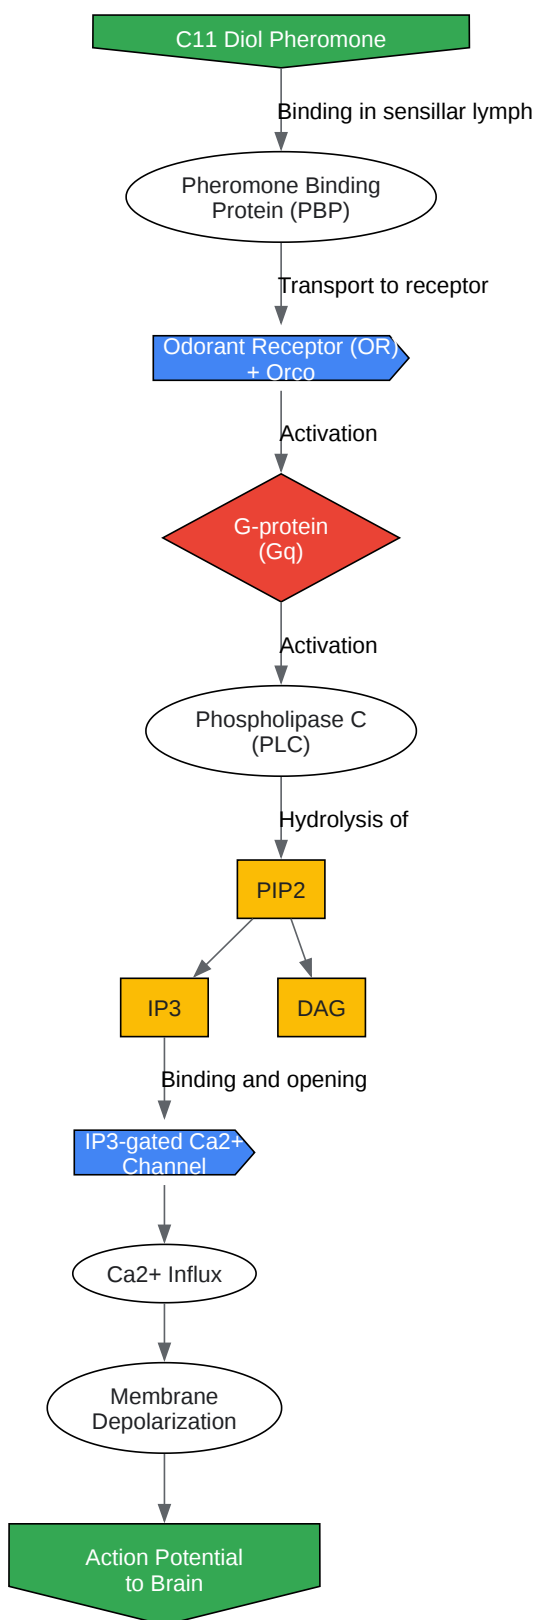 C11 Diol Pheromone
Binding in sensillar lymph
Pheromone Binding
Protein (PBP)
Transport to receptor
Odorant Receptor (OR)
+ Orco
Activation
G-protein
(Gq)
Activation
Phospholipase C
(PLC)
Hydrolysis of
PIP2
IP3
DAG
Binding and opening
IP3-gated Ca2+
Channel
Ca2+ Influx
Membrane
Depolarization
Action Potential
to Brain